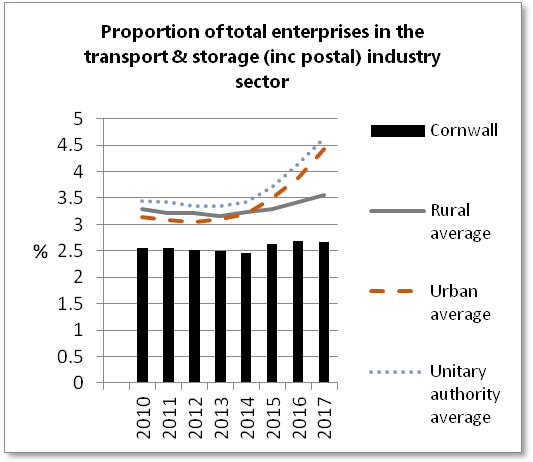 Proportion of total enterprises in the
transport & storage (inc postal) industry
sector
5
4.5
4
3.5
3
2.5
2
1.5
1
0.5
0
%
2010
2011
2012
2013
2014
2015
2016
2017
Cornwall
Rural
average
Urban
average
Unitary
authority
average